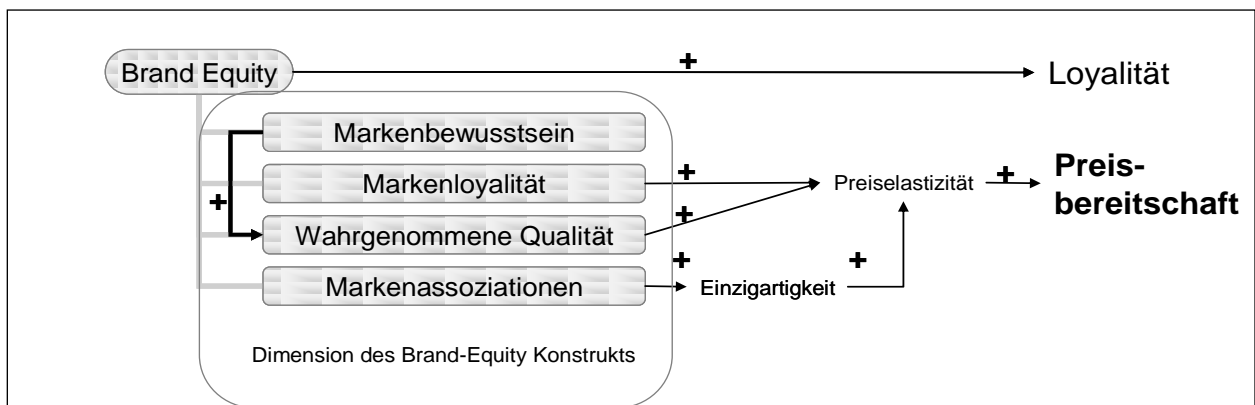 +
Brand Equity
Loyalität
Markenbewusstsein
Markenloyalität
+
+
Preiselastizität
+
Preis-
bereitschaft
+
Wahrgenommene Qualität
+
+
Markenassoziationen
+
Einzigartigkeit
Dimension des Brand-Equity Konstrukts